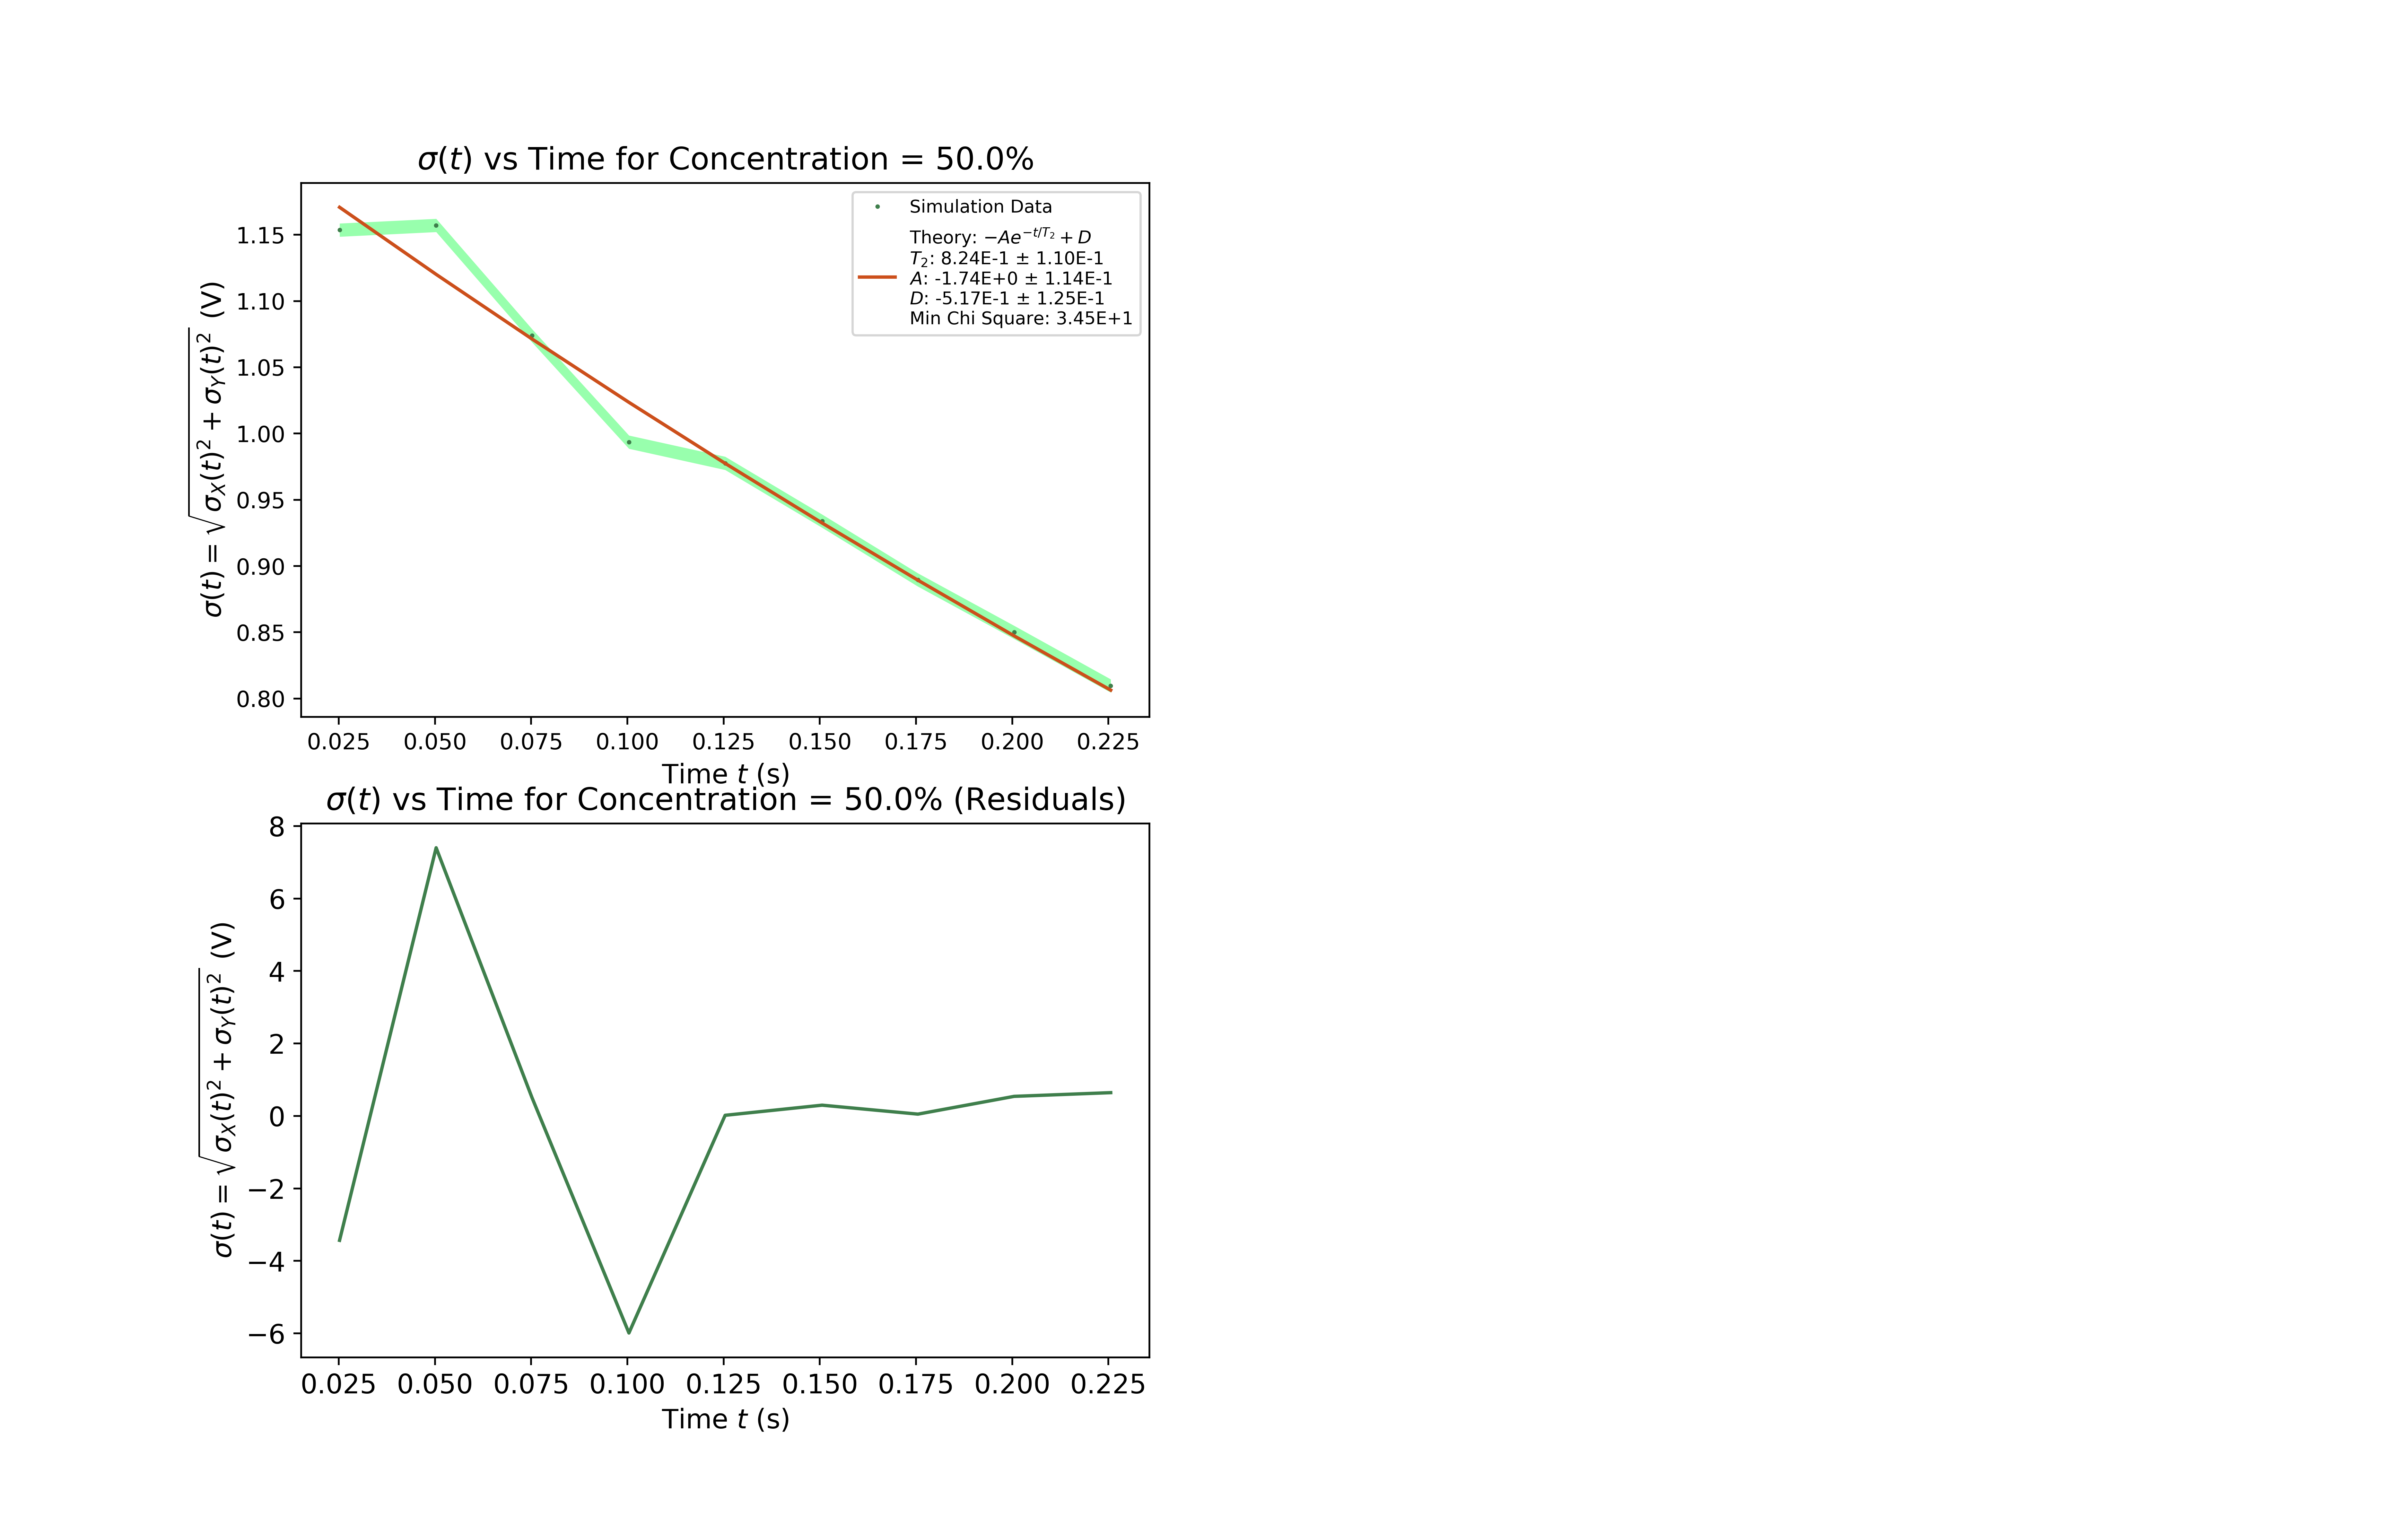 σ(t) vs Time for Concentration = 50.0%
σ(t) = √σ_X(t)² + σ_Y(t)² (V)
1.15
1.10
1.05
1.00
0.95
0.90
0.85
0.80
Simulation Data
Theory: −Ae^{−t/T₂} + D
T₂: 8.24E-1 ± 1.10E-1
A: -1.74E+0 ± 1.14E-1
D: -5.17E-1 ± 1.25E-1
Min Chi Square: 3.45E+1
0.025 0.050 0.075 0.100 0.125 0.150 0.175 0.200 0.225
Time t (s)
σ(t) vs Time for Concentration = 50.0% (Residuals)
σ(t) = √σ_X(t)² + σ_Y(t)² (V)
8
6
4
2
0
−2
−4
−6
0.025 0.050 0.075 0.100 0.125 0.150 0.175 0.200 0.225
Time t (s)